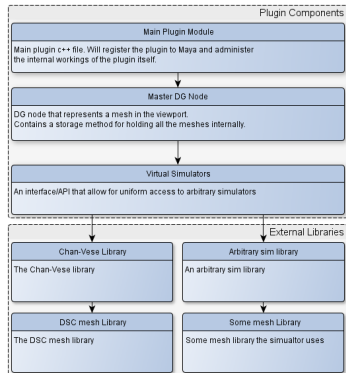 Plugin Components
Main Plugin Module
Main plugin c++ file. Will register the plugin to Maya and administer
the internal workings of the plugin itself.
Master DG Node
DG node that represents a mesh in the viewport.
Contains a storage method for holding all the meshes internally.
Virtual Simulators
An interface/API that allow for uniform access to arbitrary simulators
External Libraries
Chan-Vese Library
The Chan-Vese library
Arbitrary sim library
An arbitrary sim library
DSC mesh Library
The DSC mesh library
Some mesh Library
Some mesh library the simualtor uses